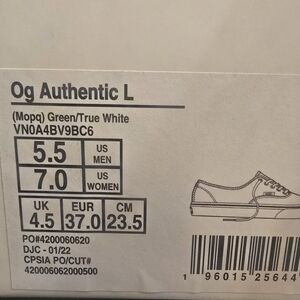 Og Authentic L
(Mopq) Green/True White
VN0A4BV9BC6
5.5 US MEN
7.0 US WOMEN
UK EUR CM
4.5 37.0 23.5
PO#4200060620
DJC - 01/22
CPSIA PO/CUT#
420006062000500
1 96015 25644